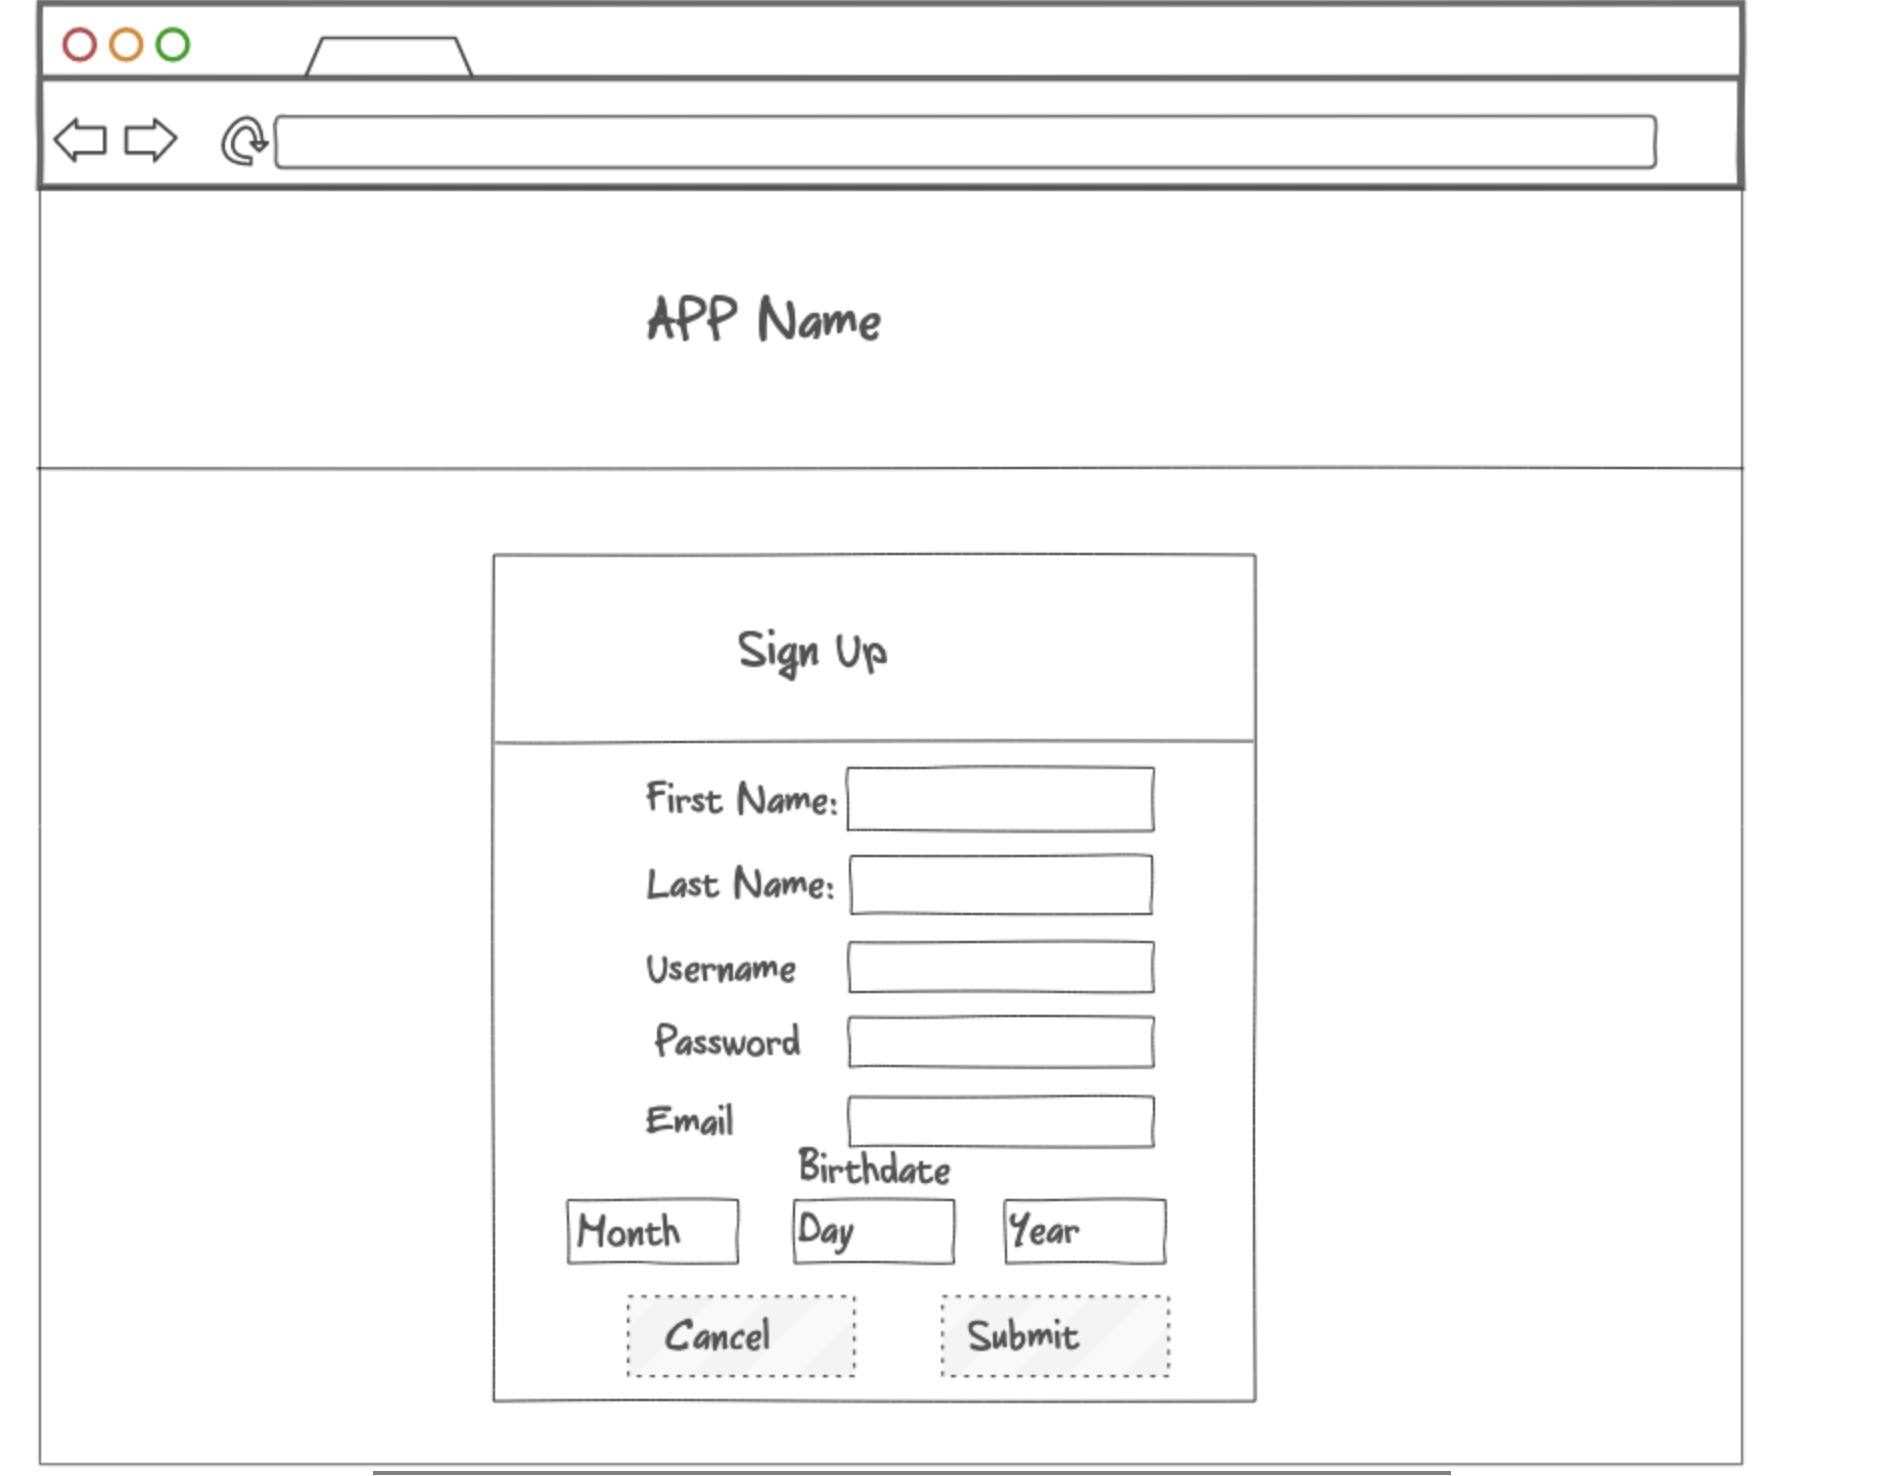 APP Name
Sign Up
First Name:
Last Name:
Username
Password
Email
Birthdate
Month Day Year
Cancel Submit